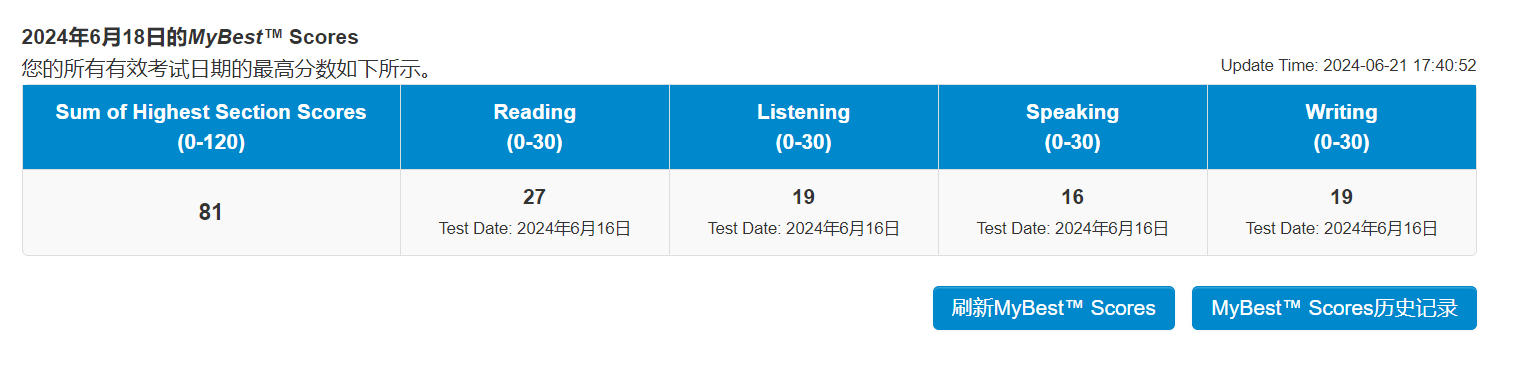 2024年6月18日的MyBest™ Scores
您的所有有效考试日期的最高分数如下所示。
Update Time: 2024-06-21 17:40:52
Sum of Highest Section Scores
(0-120)
Reading
(0-30)
Listening
(0-30)
Speaking
(0-30)
Writing
(0-30)
81
27
Test Date: 2024年6月16日
19
Test Date: 2024年6月16日
16
Test Date: 2024年6月16日
19
Test Date: 2024年6月16日
刷新MyBest™ Scores
MyBest™ Scores历史记录